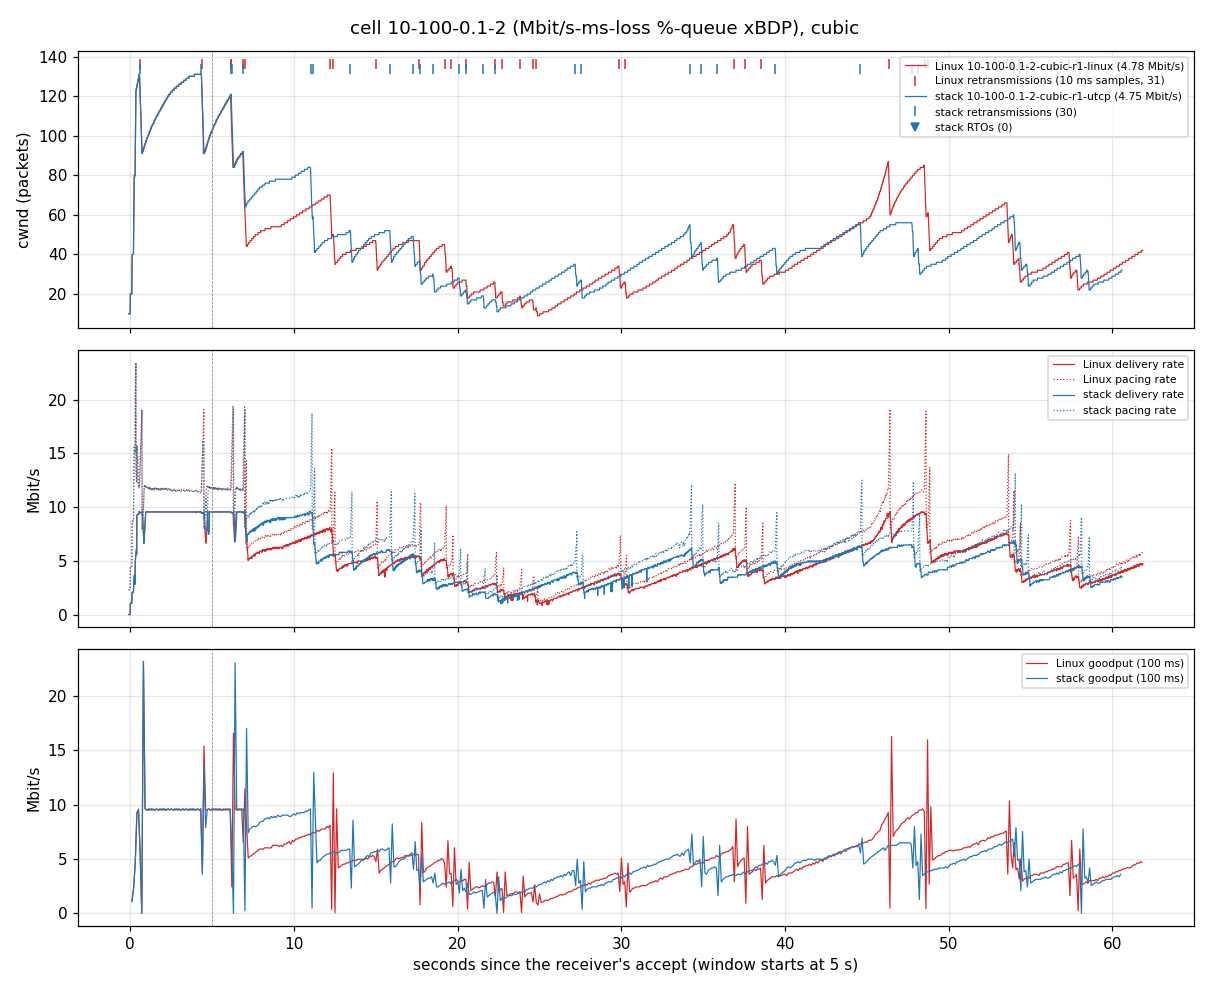 cell 10-100-0.1-2 (Mbit/s-ms-loss %-queue xBDP), cubic
140
120
100
80
60
40
20
cwnd (packets)
Linux 10-100-0.1-2-cubic-r1-linux (4.78 Mbit/s)
Linux retransmissions (10 ms samples, 31)
stack 10-100-0.1-2-cubic-r1-utcp (4.75 Mbit/s)
stack retransmissions (30)
stack RTOs (0)
20
15
10
5
0
Mbit/s
Linux delivery rate
Linux pacing rate
stack delivery rate
stack pacing rate
20
15
10
5
0
Mbit/s
Linux goodput (100 ms)
stack goodput (100 ms)
0 10 20 30 40 50 60
seconds since the receiver's accept (window starts at 5 s)